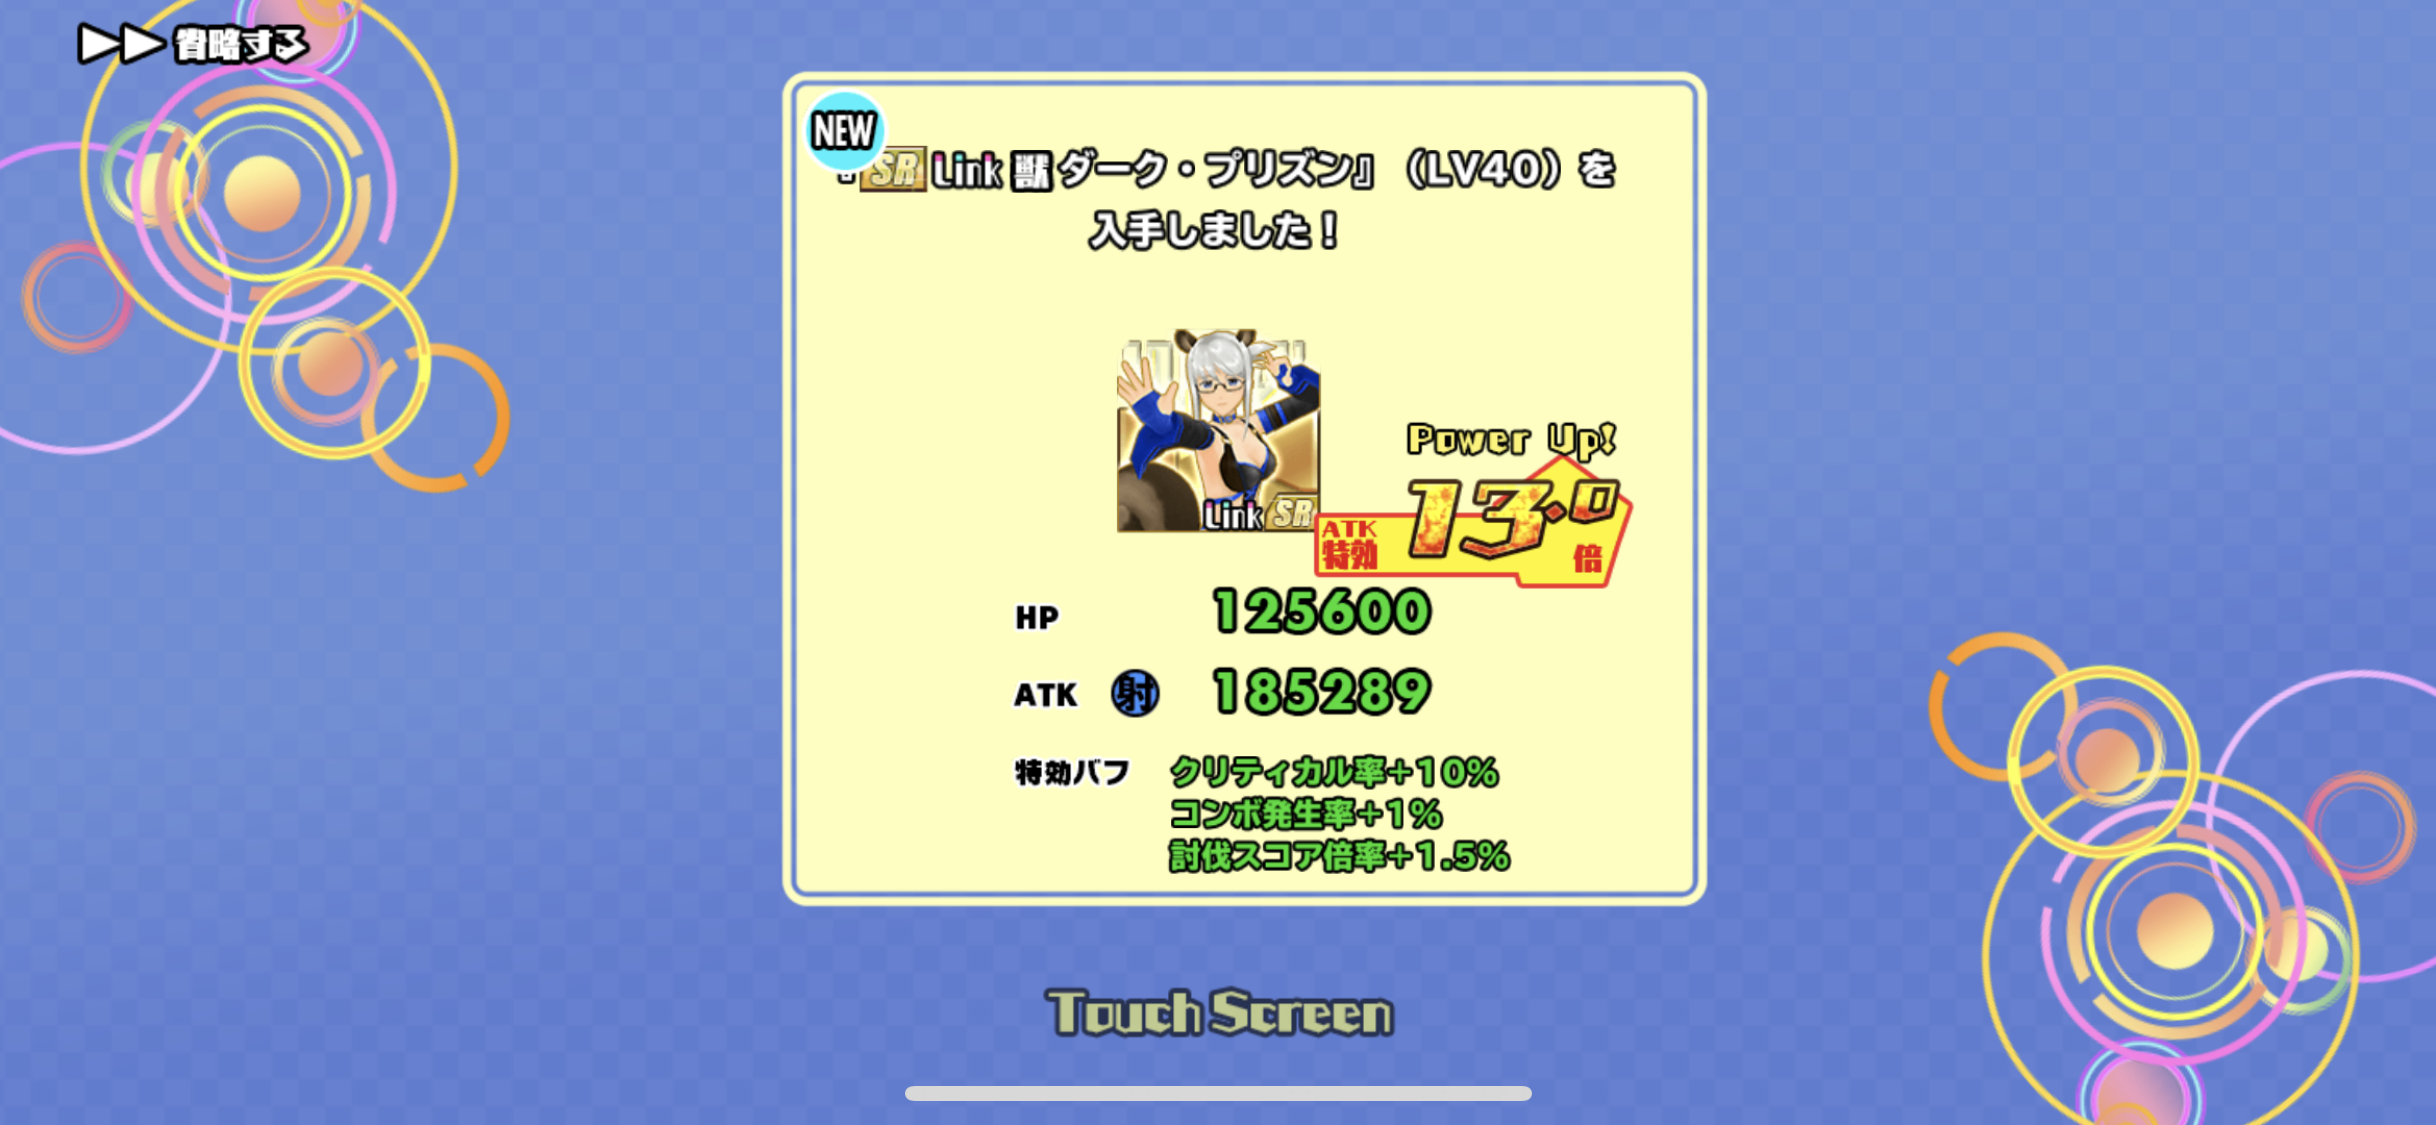 省略する
NEW
『SR Link 獣 ダーク・プリズン』（LV40）を
入手しました！
Link SR
Power Up!
ATK
特効
13.0
倍
HP 125600
ATK 射 185289
特効バフ クリティカル率+10%
コンボ発生率+1%
討伐スコア倍率+1.5%
Touch Screen